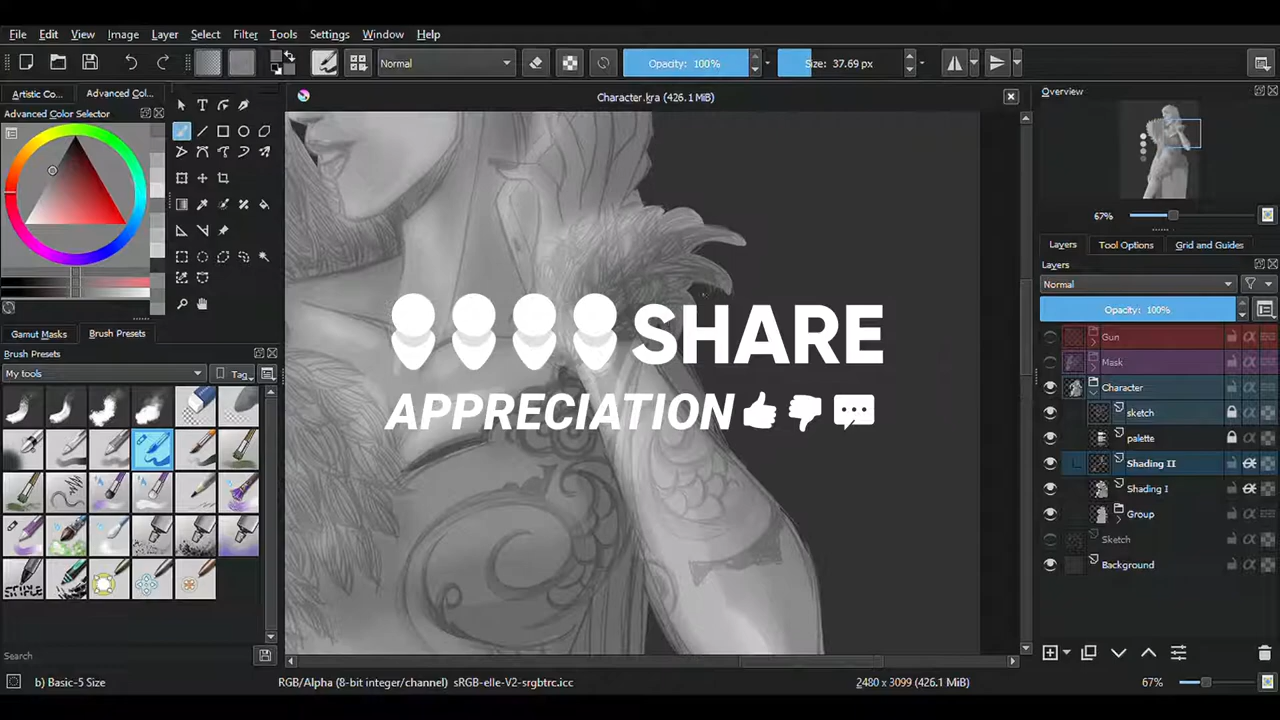 File Edit View Image Layer Select Filter Tools Settings Window Help
Normal Opacity: 100% Size: 37.69 px
Artistic Co... Advanced Col...
Character.kra (426.1 MiB)
Overview
Advanced Color Selector
67%
Layers Tool Options Grid and Guides
Layers
Normal
Opacity: 100%
Gun
Mask
Character
sketch
palette
Shading II
Shading I
Group
Sketch
Background
Gamut Masks Brush Presets
Brush Presets
My tools Tag
SHARE
APPRECIATION
Search
b) Basic-5 Size RGB/Alpha (8-bit integer/channel) sRGB-elle-V2-srgbtrc.icc 2480 x 3099 (426.1 MiB) 67%